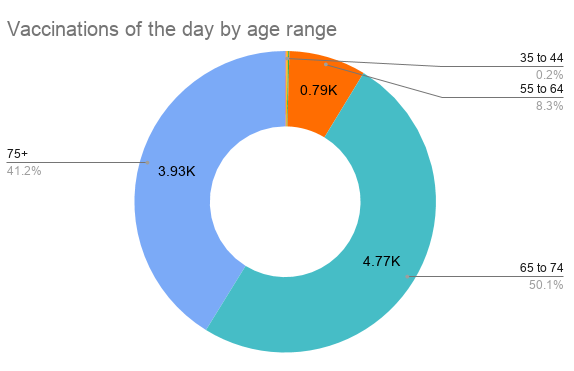 Vaccinations of the day by age range
35 to 44
0.2%
55 to 64
8.3%
0.79K
75+
41.2%
3.93K
4.77K
65 to 74
50.1%